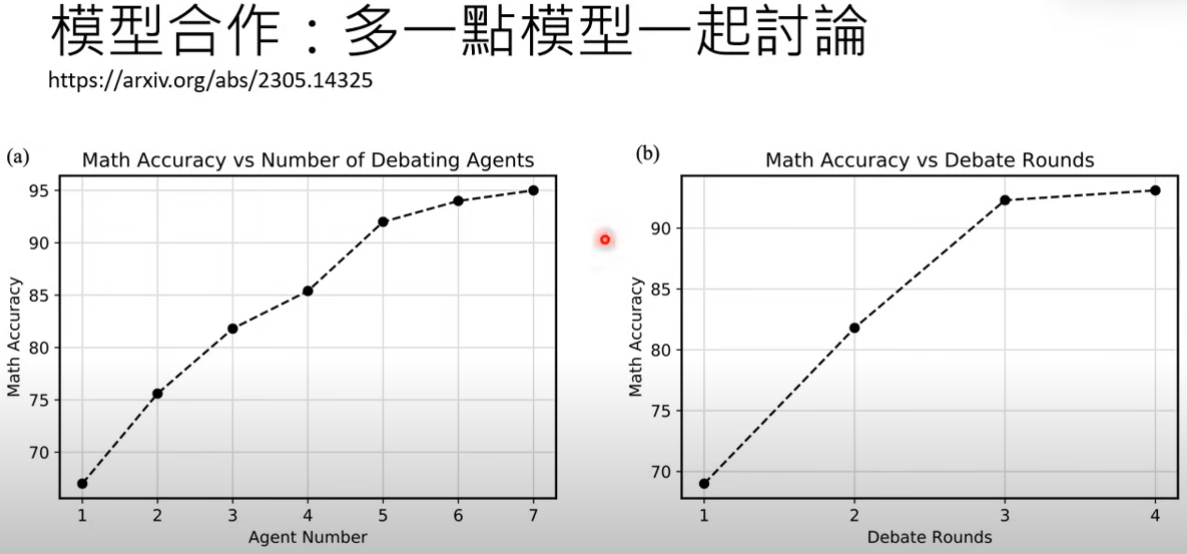 模型合作：多一點模型一起討論
https://arxiv.org/abs/2305.14325
(a)
Math Accuracy vs Number of Debating Agents
Math Accuracy
95
90
85
80
75
70
1 2 3 4 5 6 7
Agent Number
(b)
Math Accuracy vs Debate Rounds
Math Accuracy
90
85
80
75
70
1 2 3 4
Debate Rounds